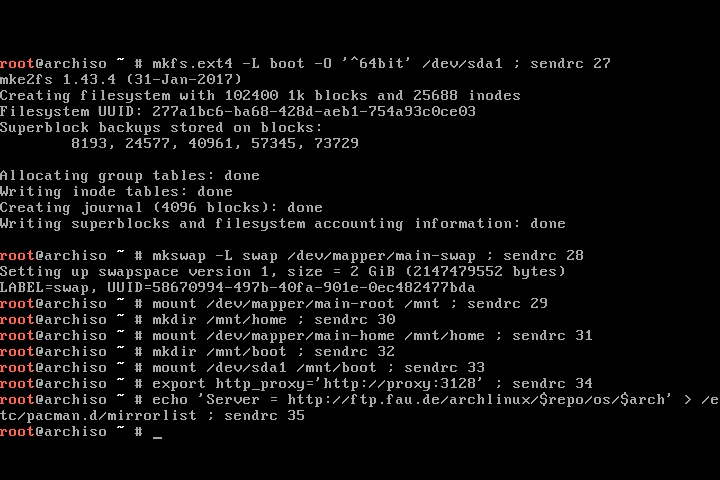 root@archiso ~ # mkfs.ext4 -L boot -O '^64bit' /dev/sda1 ; sendrc 27
mke2fs 1.43.4 (31-Jan-2017)
Creating filesystem with 102400 1k blocks and 25688 inodes
Filesystem UUID: 277a1bc6-ba68-428d-aeb1-754a93c0ce03
Superblock backups stored on blocks:
        8193, 24577, 40961, 57345, 73729
Allocating group tables: done
Writing inode tables: done
Creating journal (4096 blocks): done
Writing superblocks and filesystem accounting information: done
root@archiso ~ # mkswap -L swap /dev/mapper/main-swap ; sendrc 28
Setting up swapspace version 1, size = 2 GiB (2147479552 bytes)
LABEL=swap, UUID=58670994-497b-40fa-901e-0ec482477bda
root@archiso ~ # mount /dev/mapper/main-root /mnt ; sendrc 29
root@archiso ~ # mkdir /mnt/home ; sendrc 30
root@archiso ~ # mount /dev/mapper/main-home /mnt/home ; sendrc 31
root@archiso ~ # mkdir /mnt/boot ; sendrc 32
root@archiso ~ # mount /dev/sda1 /mnt/boot ; sendrc 33
root@archiso ~ # export http_proxy='http://proxy:3128' ; sendrc 34
root@archiso ~ # echo 'Server = http://ftp.fau.de/archlinux/$repo/os/$arch' > /e
tc/pacman.d/mirrorlist ; sendrc 35
root@archiso ~ # _